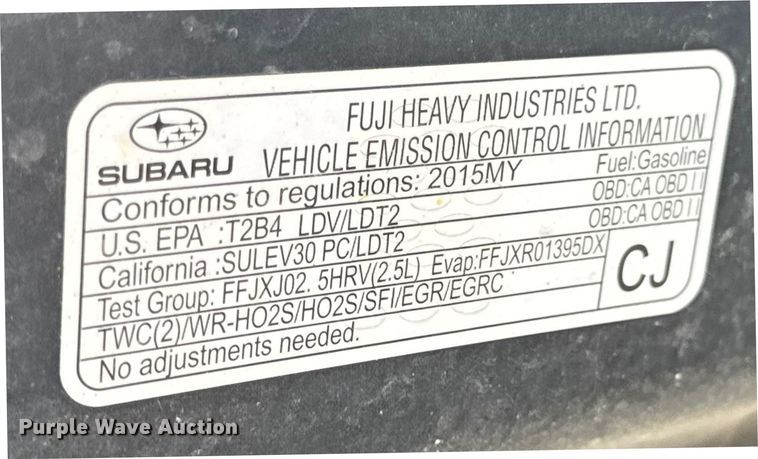 FUJI HEAVY INDUSTRIES LTD.
SUBARU
VEHICLE EMISSION CONTROL INFORMATION
Conforms to regulations: 2015MY Fuel:Gasoline
U.S. EPA :T2B4 LDV/LDT2 OBD:CA OBD II
California :SULEV30 PC/LDT2 OBD:CA OBD II
Test Group: FFJXJ02. 5HRV(2.5L) Evap:FFJXR01395DX
TWC(2)/WR-HO2S/HO2S/SFI/EGR/EGRC
CJ
No adjustments needed.
Purple Wave Auction